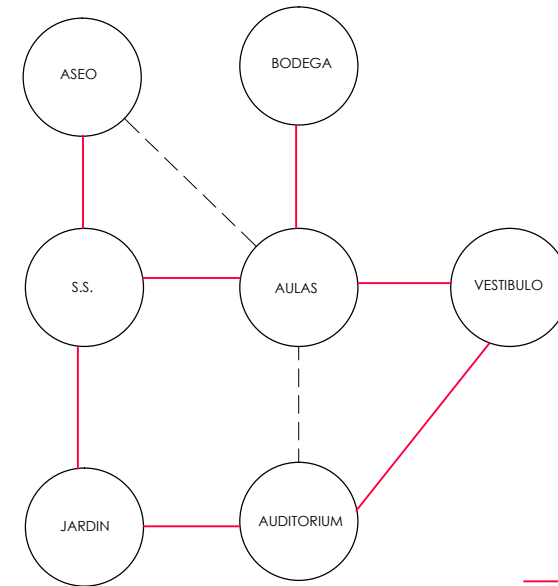 ASEO
BODEGA
S.S.
AULAS
VESTIBULO
JARDIN
AUDITORIUM